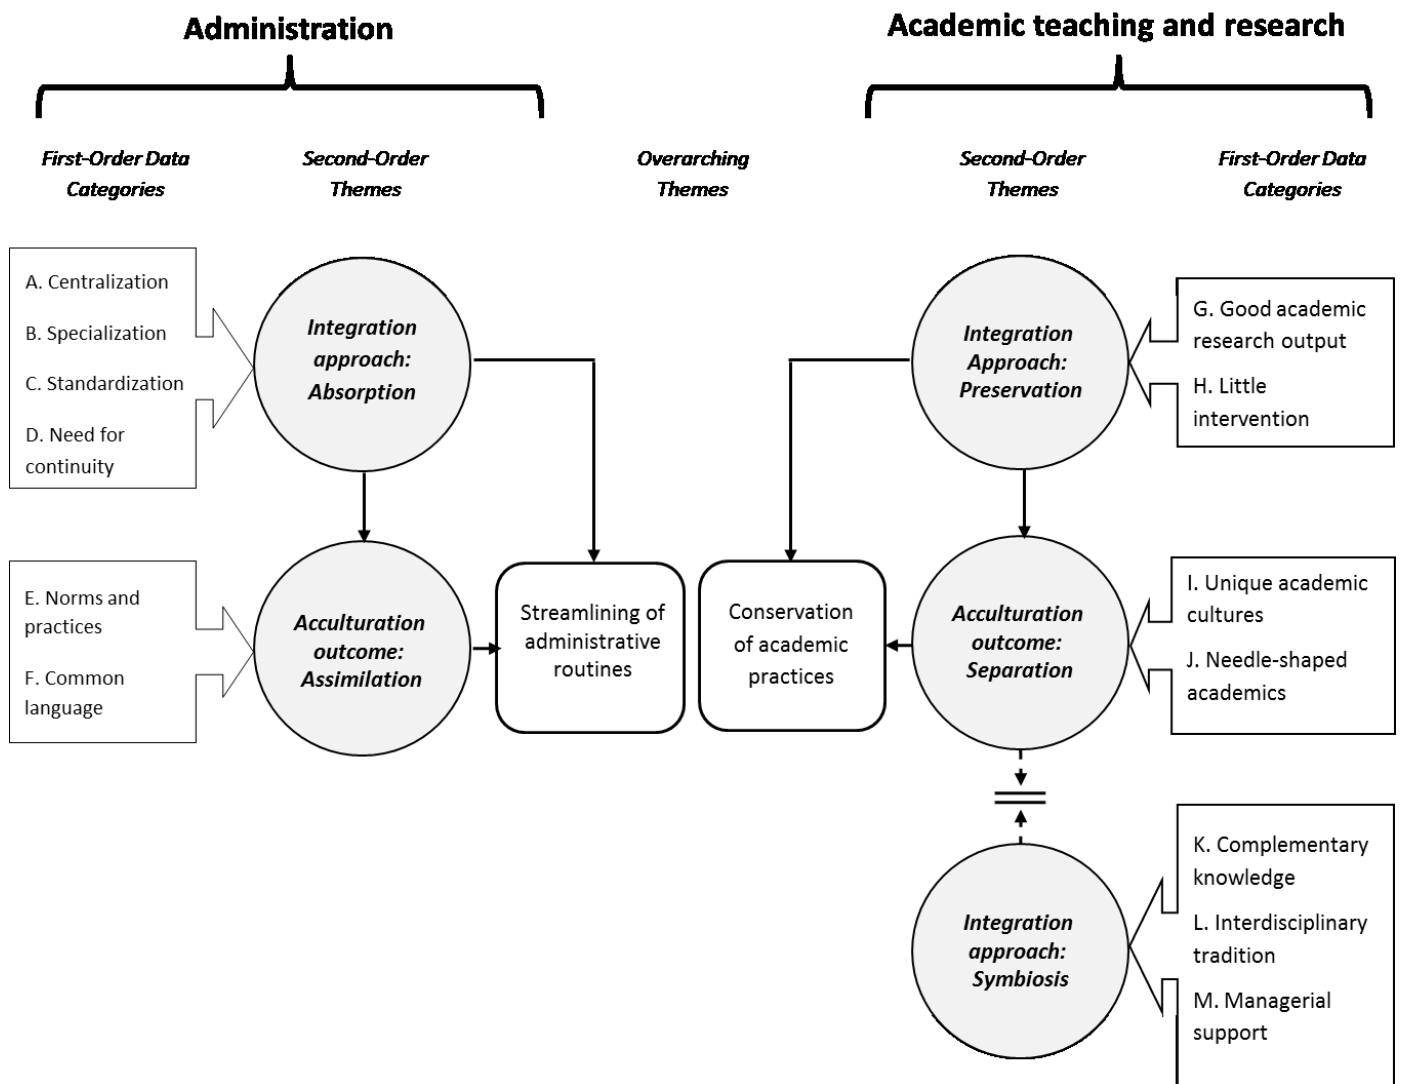 Administration
Academic teaching and research
First-Order Data
Categories
Second-Order
Themes
Overarching
Themes
Second-Order
Themes
First-Order Data
Categories
A. Centralization
B. Specialization
C. Standardization
D. Need for
continuity
Integration
approach:
Absorption
Integration
Approach:
Preservation
G. Good academic
research output
H. Little
intervention
E. Norms and
practices
F. Common
language
Acculturation
outcome:
Assimilation
Streamlining of
administrative
routines
Conservation
of academic
practices
Acculturation
outcome:
Separation
I. Unique academic
cultures
J. Needle-shaped
academics
Integration
approach:
Symbiosis
K. Complementary
knowledge
L. Interdisciplinary
tradition
M. Managerial
support